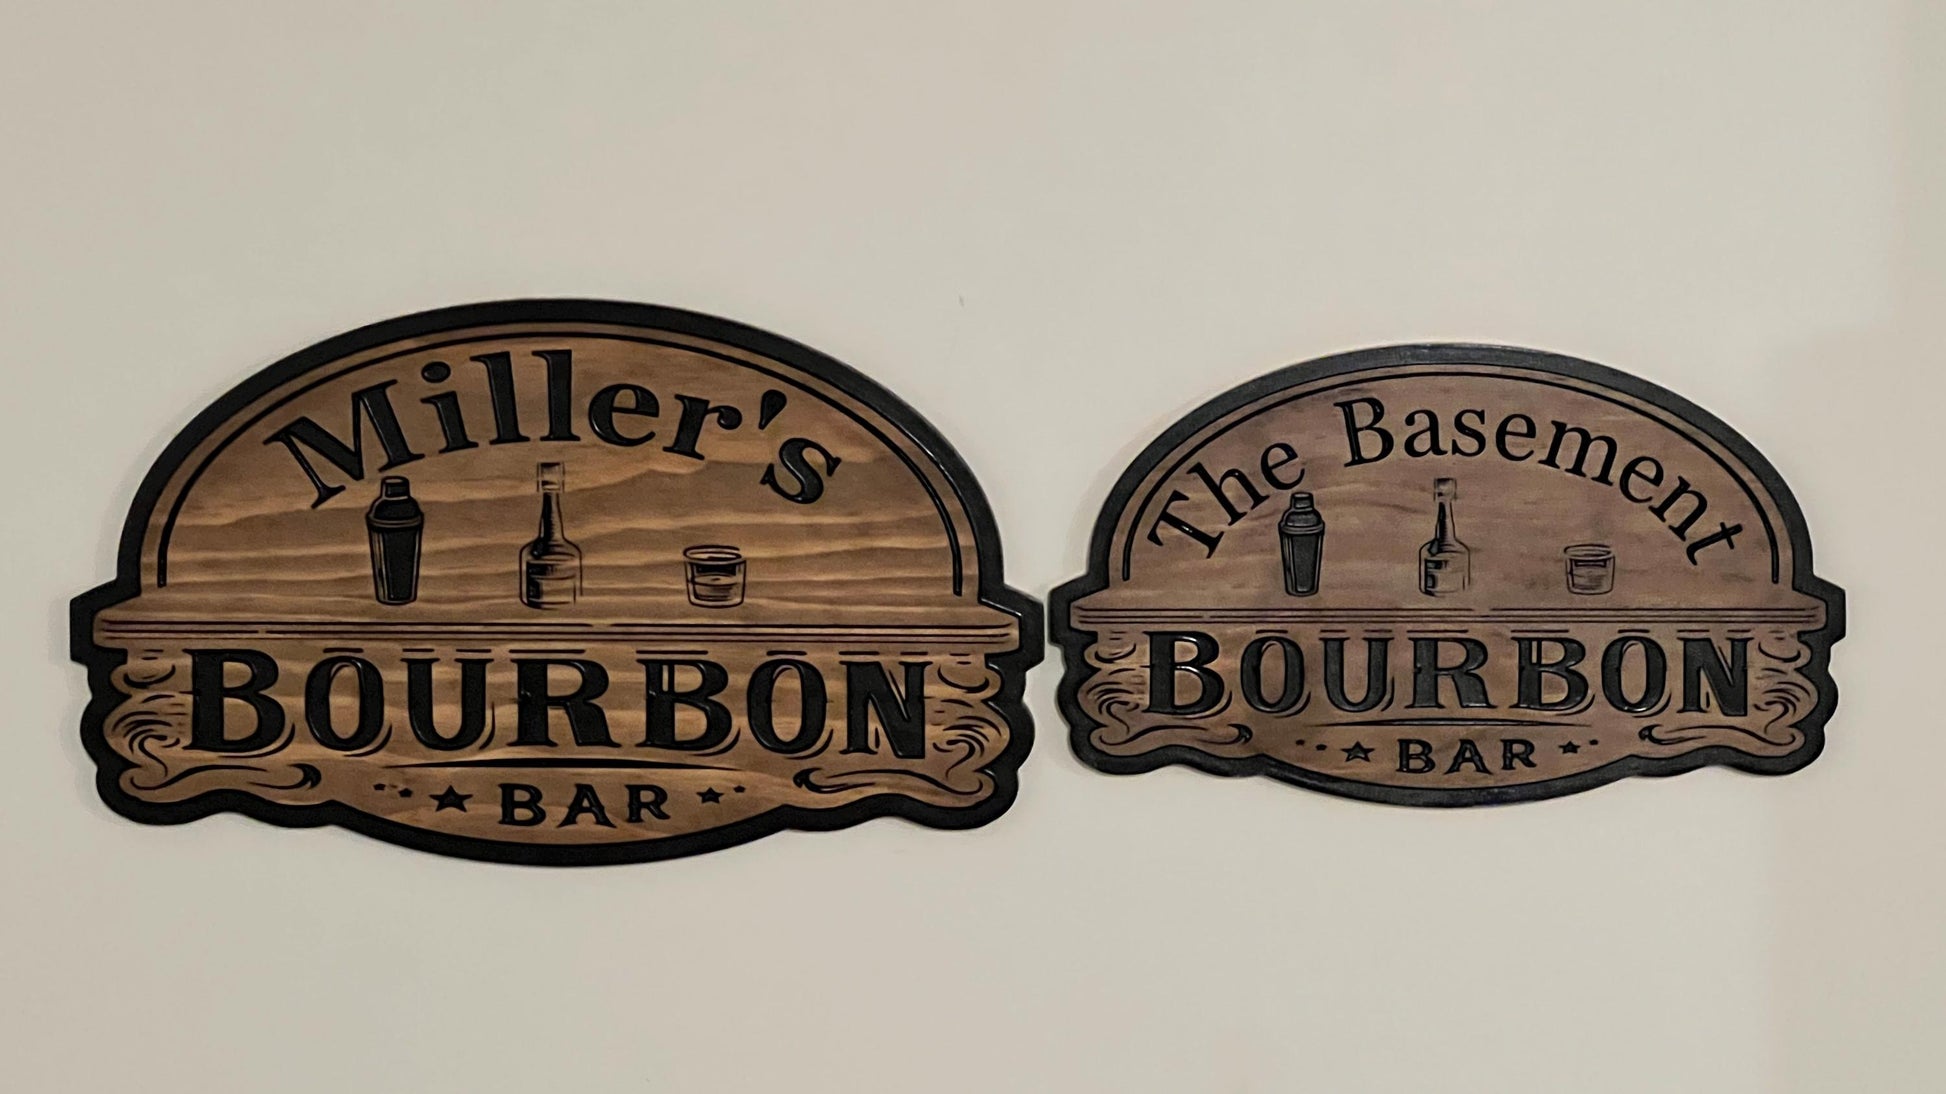 Miller's
BOURBON
BAR
The Basement
BOURBON
BAR